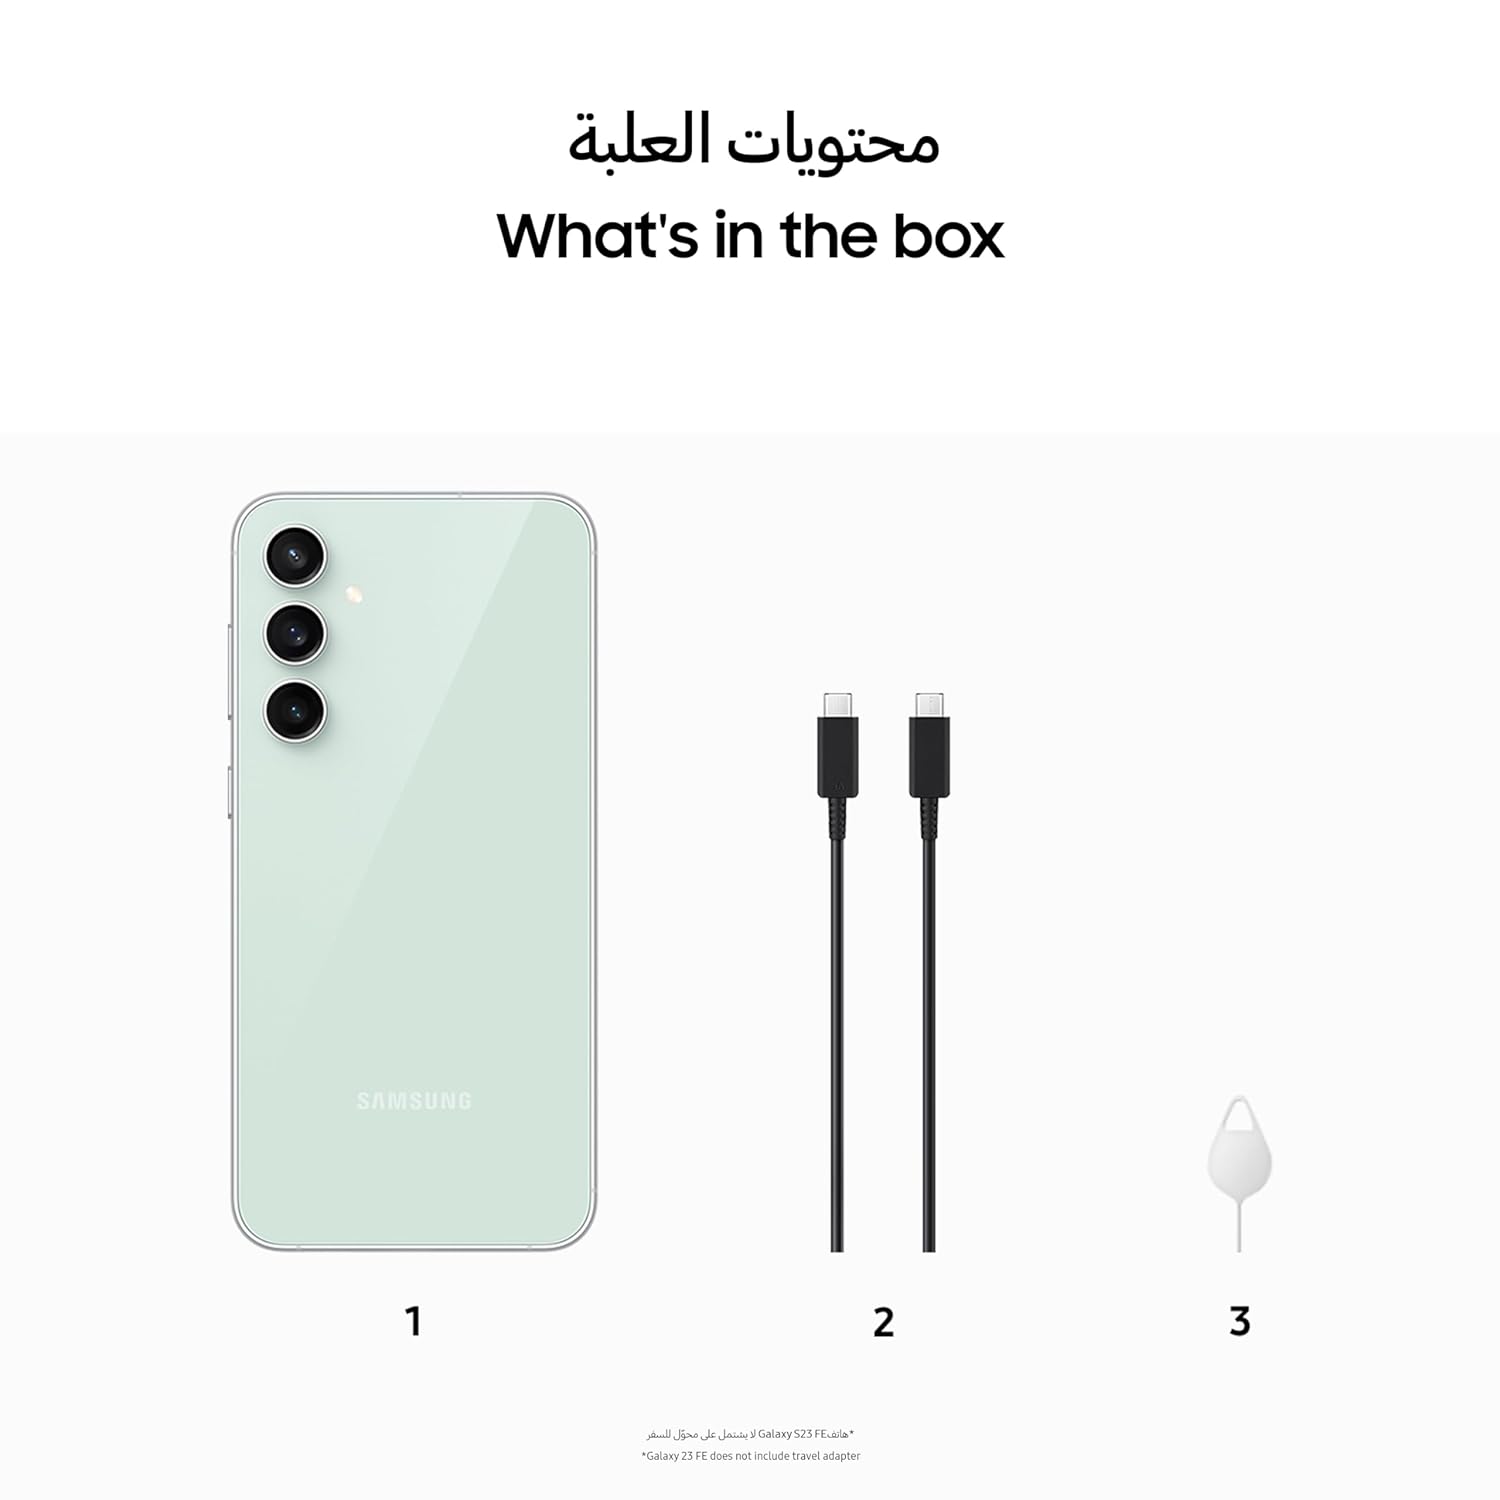 محتويات العلبة
What's in the box
SAMSUNG
1
2
3
*هاتفGalaxy S23 FE لا يشتمل على محوّل للسفر
*Galaxy 23 FE does not include travel adapter